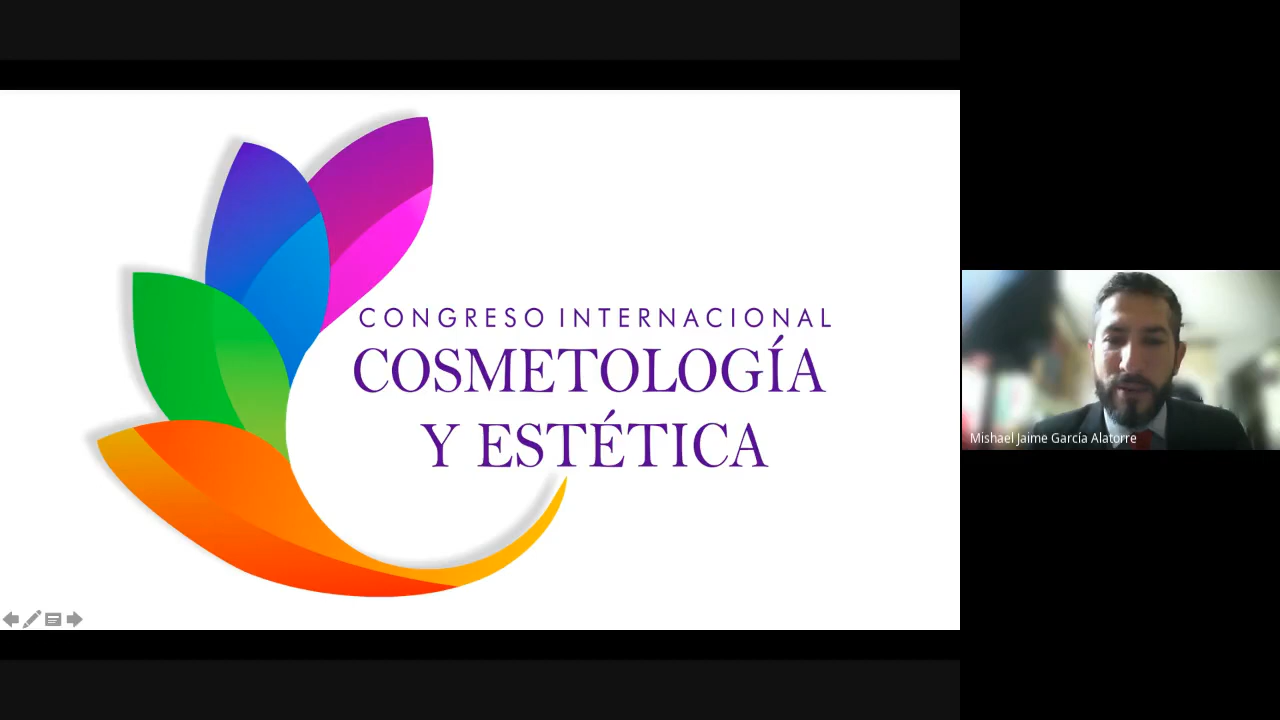 CONGRESO INTERNACIONAL
COSMETOLOGÍA
Y ESTÉTICA
Mishael Jaime García Alatorre